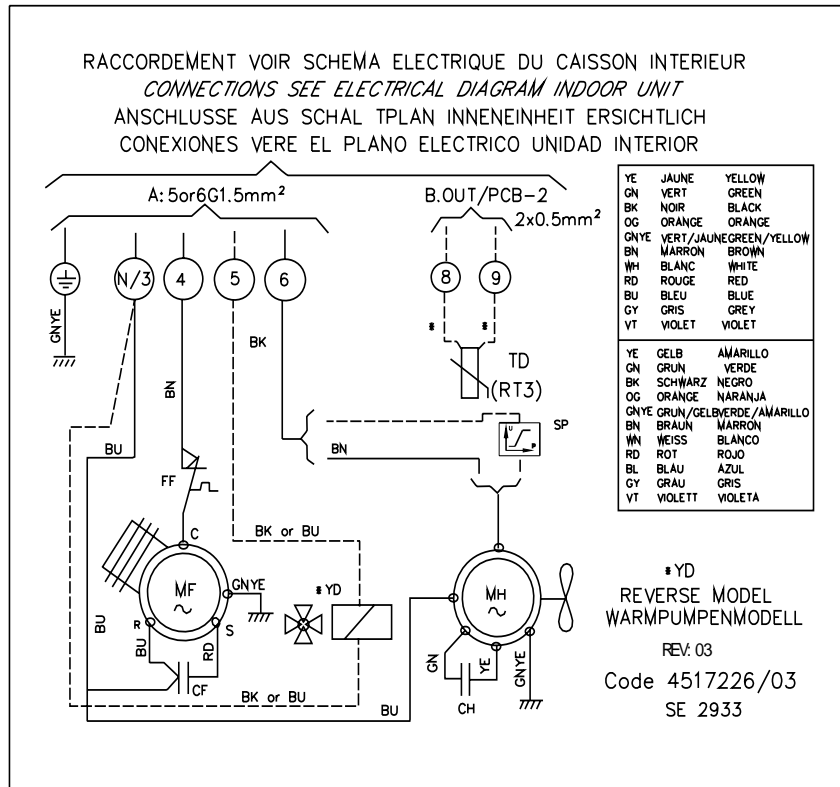 RACCORDEMENT VOIR SCHEMA ELECTRIQUE DU CAISSON INTERIEUR
CONNECTIONS SEE ELECTRICAL DIAGRAM INDOOR UNIT
ANSCHLUSSE AUS SCHAL TPLAN INNENEINHEIT ERSICHTLICH
CONEXIONES VERE EL PLANO ELECTRICO UNIDAD INTERIOR
A: 5or6G1.5mm²
B.OUT/PCB-2
2x0.5mm²
N/3 4 5 6 8 9
GNYE
BK
* *
TD
(RT3)
BN
SP
U
P
BU
BN
FF
C
BK or BU
MF
~
GNYE
* YD
MH
~
R
S
BU
BU
RD
CF
BK or BU
BU
GN
YE
GNYE
CH
YE JAUNE YELLOW
GN VERT GREEN
BK NOIR BLACK
OG ORANGE ORANGE
GNYE VERT/JAUNEGREEN/YELLOW
BN MARRON BROWN
WH BLANC WHITE
RD ROUGE RED
BU BLEU BLUE
GY GRIS GREY
VT VIOLET VIOLET
YE GELB AMARILLO
GN GRUN VERDE
BK SCHWARZ NEGRO
OG ORANGE NARANJA
GNYE GRUN/GELBVERDE/AMARILLO
BN BRAUN MARRON
WN WEISS BLANCO
RD ROT ROJO
BL BLAU AZUL
GY GRAU GRIS
VT VIOLETT VIOLETA
* YD
REVERSE MODEL
WARMPUMPENMODELL
REV: 03
Code 4517226/03
SE 2933